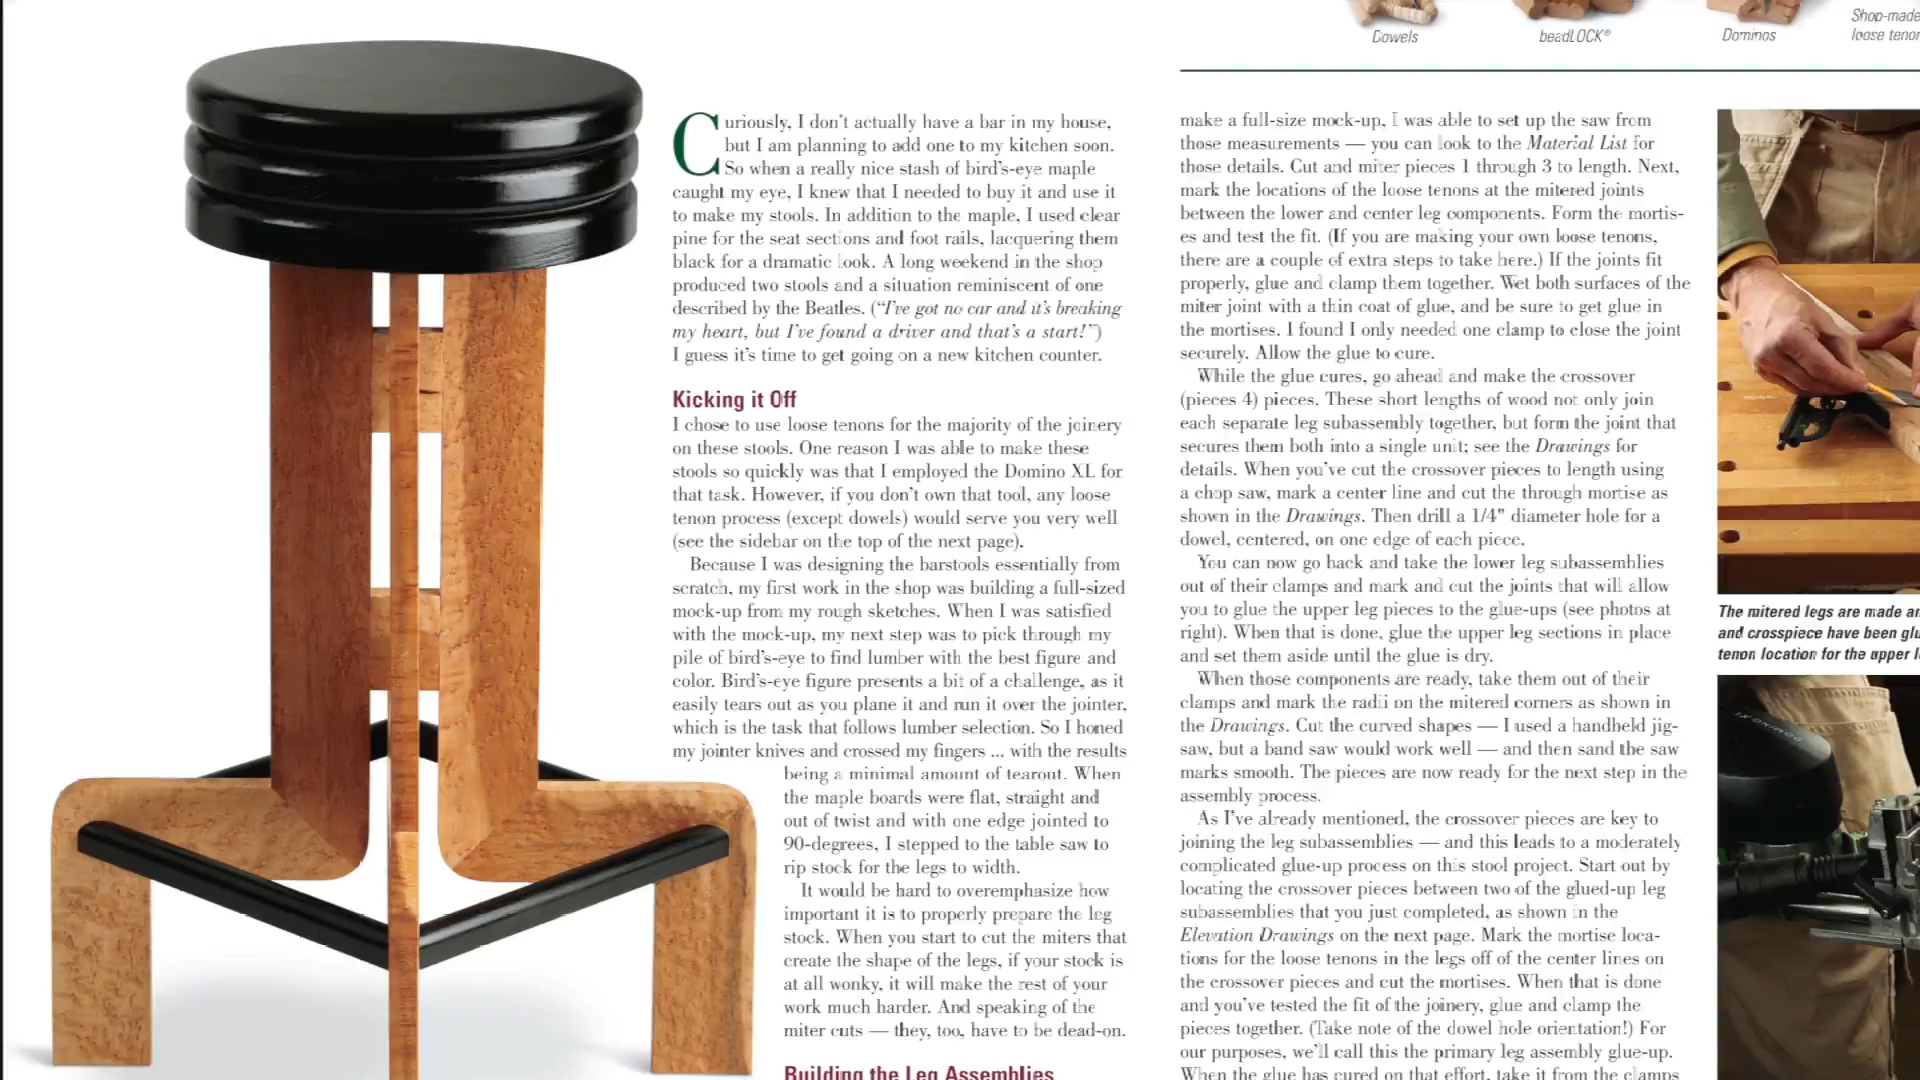 Dowels
beadLOCK®
Dominos
Shop-made
loose tenon
Curiously, I don't actually have a bar in my house,
but I am planning to add one to my kitchen soon.
So when a really nice stash of bird's-eye maple
caught my eye, I knew that I needed to buy it and use it
to make my stools. In addition to the maple, I used clear
pine for the seat sections and foot rails, lacquering them
black for a dramatic look. A long weekend in the shop
produced two stools and a situation reminiscent of one
described by the Beatles. ("I've got no car and it's breaking
my heart, but I've found a driver and that's a start!")
I guess it's time to get going on a new kitchen counter.
Kicking it Off
I chose to use loose tenons for the majority of the joinery
on these stools. One reason I was able to make these
stools so quickly was that I employed the Domino XL for
that task. However, if you don't own that tool, any loose
tenon process (except dowels) would serve you very well
(see the sidebar on the top of the next page).
Because I was designing the barstools essentially from
scratch, my first work in the shop was building a full-sized
mock-up from my rough sketches. When I was satisfied
with the mock-up, my next step was to pick through my
pile of bird's-eye to find lumber with the best figure and
color. Bird's-eye figure presents a bit of a challenge, as it
easily tears out as you plane it and run it over the jointer,
which is the task that follows lumber selection. So I honed
my jointer knives and crossed my fingers ... with the results
being a minimal amount of tearout. When
the maple boards were flat, straight and
out of twist and with one edge jointed to
90-degrees, I stepped to the table saw to
rip stock for the legs to width.
It would be hard to overemphasize how
important it is to properly prepare the leg
stock. When you start to cut the miters that
create the shape of the legs, if your stock is
at all wonky, it will make the rest of your
work much harder. And speaking of the
miter cuts — they, too, have to be dead-on.
Building the Leg Assemblies
make a full-size mock-up, I was able to set up the saw from
those measurements — you can look to the Material List for
those details. Cut and miter pieces 1 through 3 to length. Next,
mark the locations of the loose tenons at the mitered joints
between the lower and center leg components. Form the mortis-
es and test the fit. (If you are making your own loose tenons,
there are a couple of extra steps to take here.) If the joints fit
properly, glue and clamp them together. Wet both surfaces of the
miter joint with a thin coat of glue, and be sure to get glue in
the mortises. I found I only needed one clamp to close the joint
securely. Allow the glue to cure.
While the glue cures, go ahead and make the crossover
(pieces 4) pieces. These short lengths of wood not only join
each separate leg subassembly together, but form the joint that
secures them both into a single unit; see the Drawings for
details. When you've cut the crossover pieces to length using
a chop saw, mark a center line and cut the through mortise as
shown in the Drawings. Then drill a 1/4" diameter hole for a
dowel, centered, on one edge of each piece.
You can now go back and take the lower leg subassemblies
out of their clamps and mark and cut the joints that will allow
you to glue the upper leg pieces to the glue-ups (see photos at
right). When that is done, glue the upper leg sections in place
and set them aside until the glue is dry.
When those components are ready, take them out of their
clamps and mark the radii on the mitered corners as shown in
the Drawings. Cut the curved shapes — I used a handheld jig-
saw, but a band saw would work well — and then sand the saw
marks smooth. The pieces are now ready for the next step in the
assembly process.
As I've already mentioned, the crossover pieces are key to
joining the leg subassemblies — and this leads to a moderately
complicated glue-up process on this stool project. Start out by
locating the crossover pieces between two of the glued-up leg
subassemblies that you just completed, as shown in the
Elevation Drawings on the next page. Mark the mortise loca-
tions for the loose tenons in the legs off of the center lines on
the crossover pieces and cut the mortises. When that is done
and you've tested the fit of the joinery, glue and clamp the
pieces together. (Take note of the dowel hole orientation!) For
our purposes, we'll call this the primary leg assembly glue-up.
When the glue has cured on that effort, take it from the clamps
The mitered legs are made an
and crosspiece have been glu
tenon location for the upper l
DOMINO XL